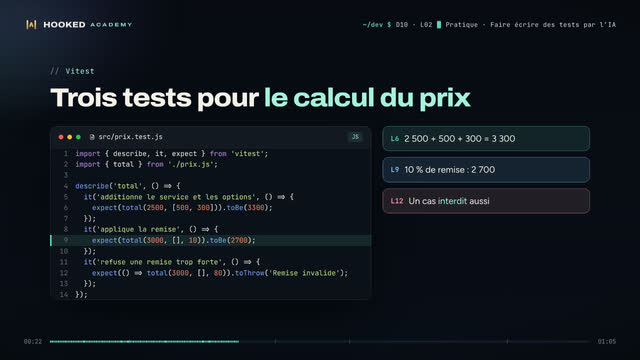 HOOKED ACADEMY
~/dev $ D10 · L02 Pratique · Faire écrire des tests par l'IA
// Vitest
Trois tests pour le calcul du prix
src/prix.test.js
JS
1 import { describe, it, expect } from 'vitest';
2 import { total } from './prix.js';
3
4 describe('total', () => {
5 it('additionne le service et les options', () => {
6 expect(total(2500, [500, 300])).toBe(3300);
7 });
8 it('applique la remise', () => {
9 expect(total(3000, [], 10)).toBe(2700);
10 });
11 it('refuse une remise trop forte', () => {
12 expect(() => total(3000, [], 80)).toThrow('Remise invalide');
13 });
14 });
L6 2 500 + 500 + 300 = 3 300
L9 10 % de remise : 2 700
L12 Un cas interdit aussi
00:22
01:05